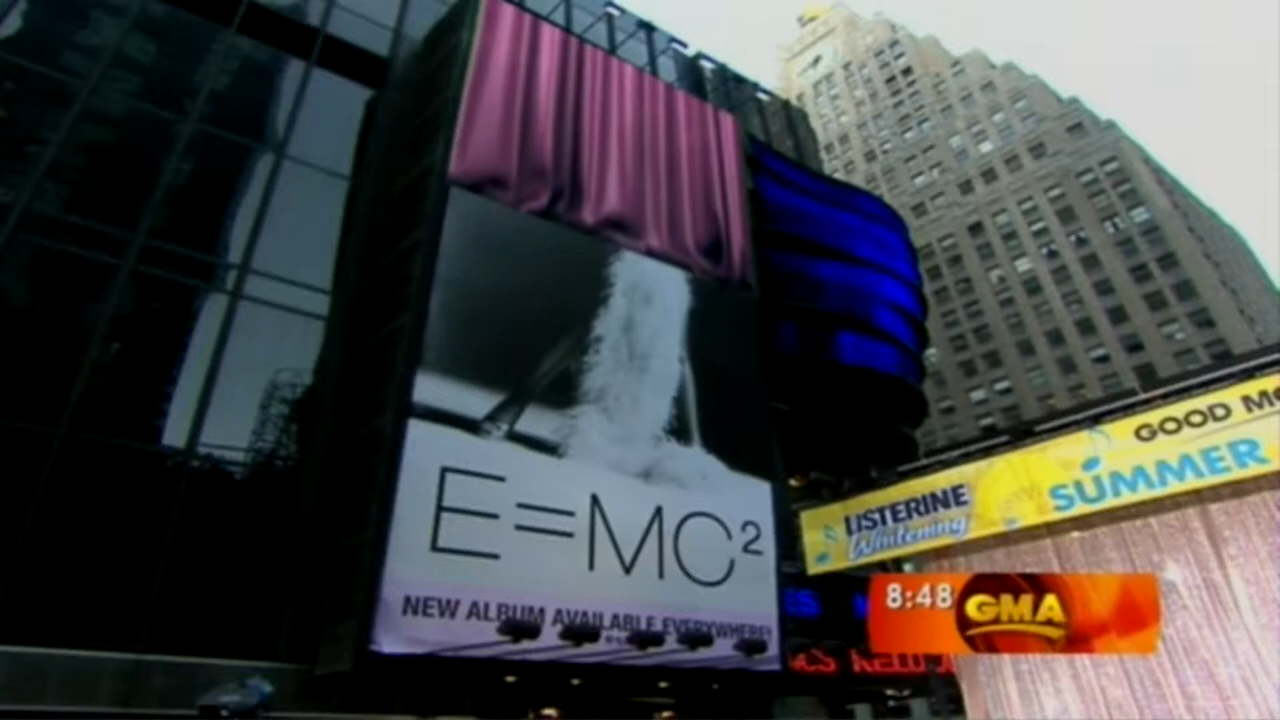 E=MC²
NEW ALBUM AVAILABLE EVERYWHERE!
GOOD
LISTERINE
Whitening
SUMMER
8:48
GMA